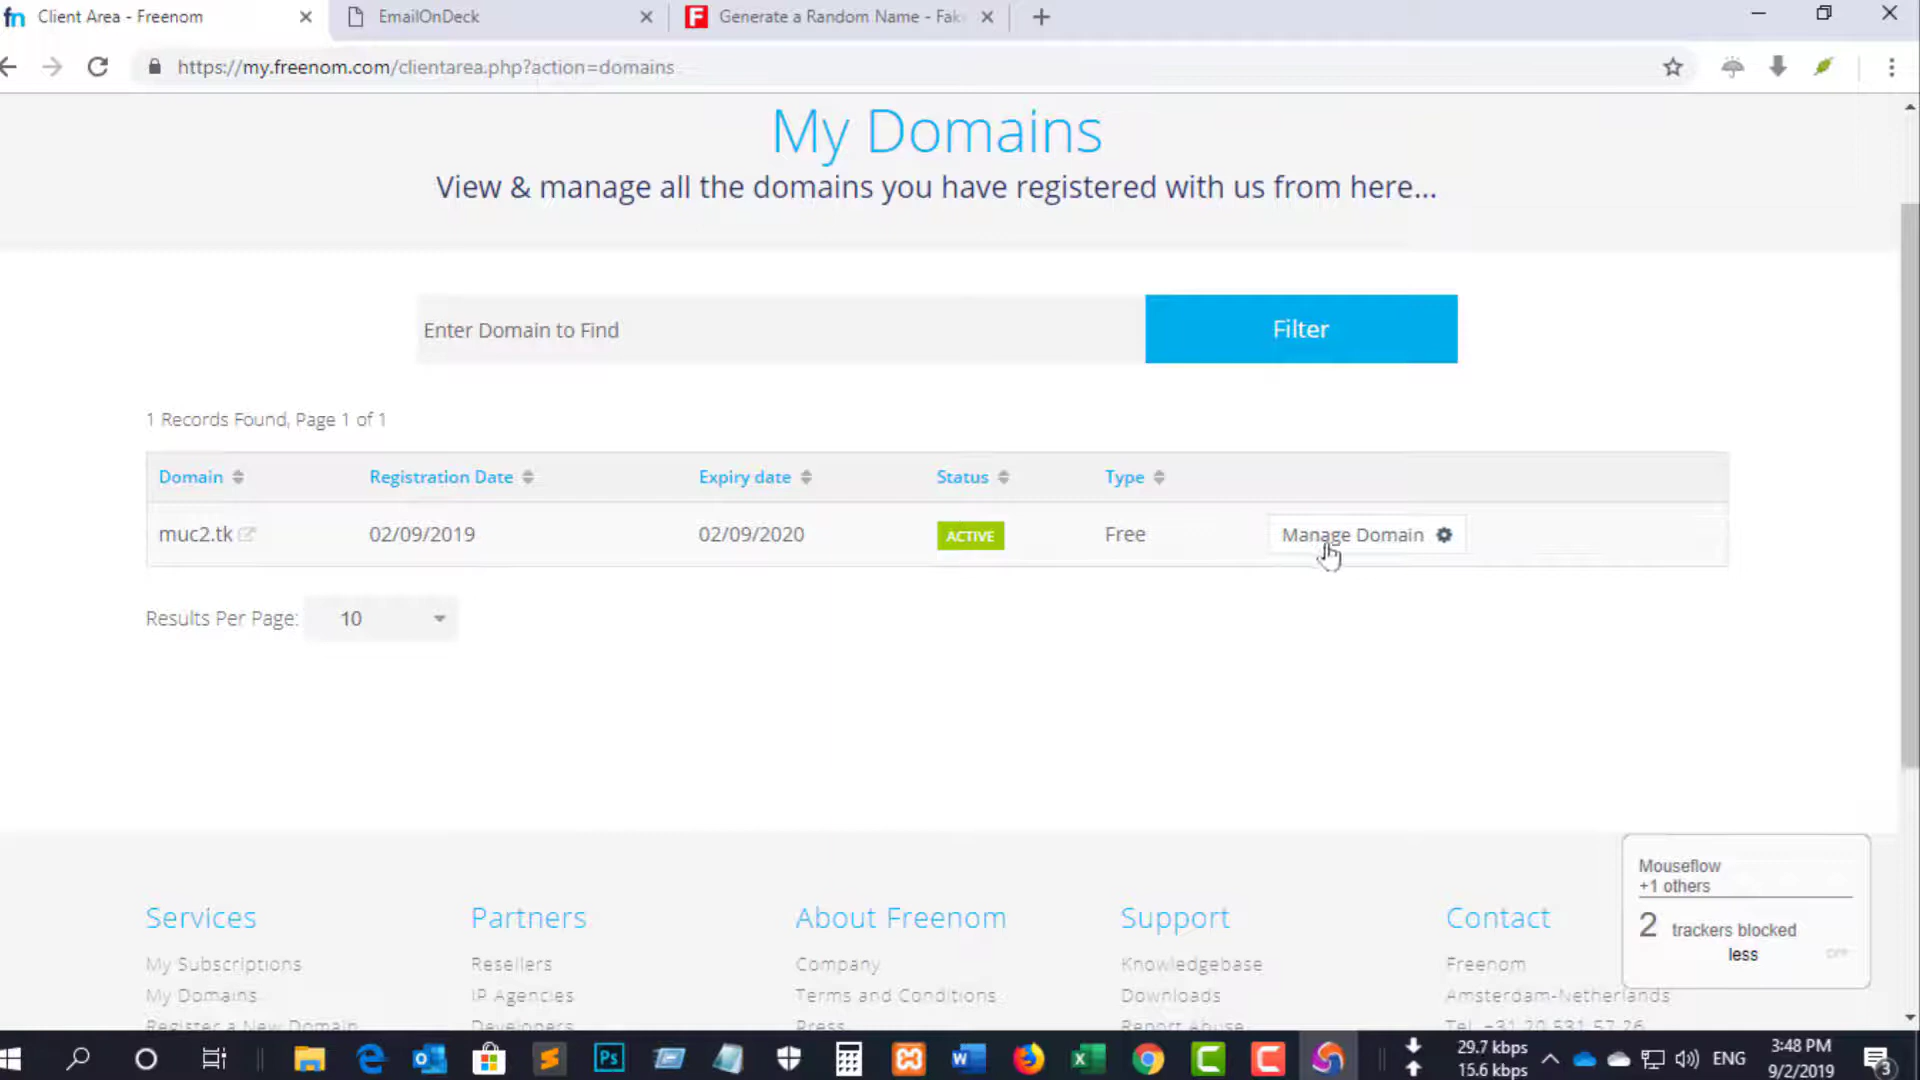 Client Area - Freenom
EmailOnDeck
Generate a Random Name - Fak
https://my.freenom.com/clientarea.php?action=domains
My Domains
View & manage all the domains you have registered with us from here...
Enter Domain to Find
Filter
1 Records Found, Page 1 of 1
Domain Registration Date Expiry date Status Type
muc2.tk 02/09/2019 02/09/2020 ACTIVE Free Manage Domain
Results Per Page: 10
Mouseflow
+1 others
2 trackers blocked
less
OFF
Services Partners About Freenom Support Contact
My Subscriptions Resellers Company Knowledgebase Freenom
My Domains IP Agencies Terms and Conditions Downloads Amsterdam-Netherlands
Register a New Domain Developers Press Report Abuse Tel. +31 20 531 57 26
29.7 kbps
15.6 kbps
ENG
3:48 PM
9/2/2019
3